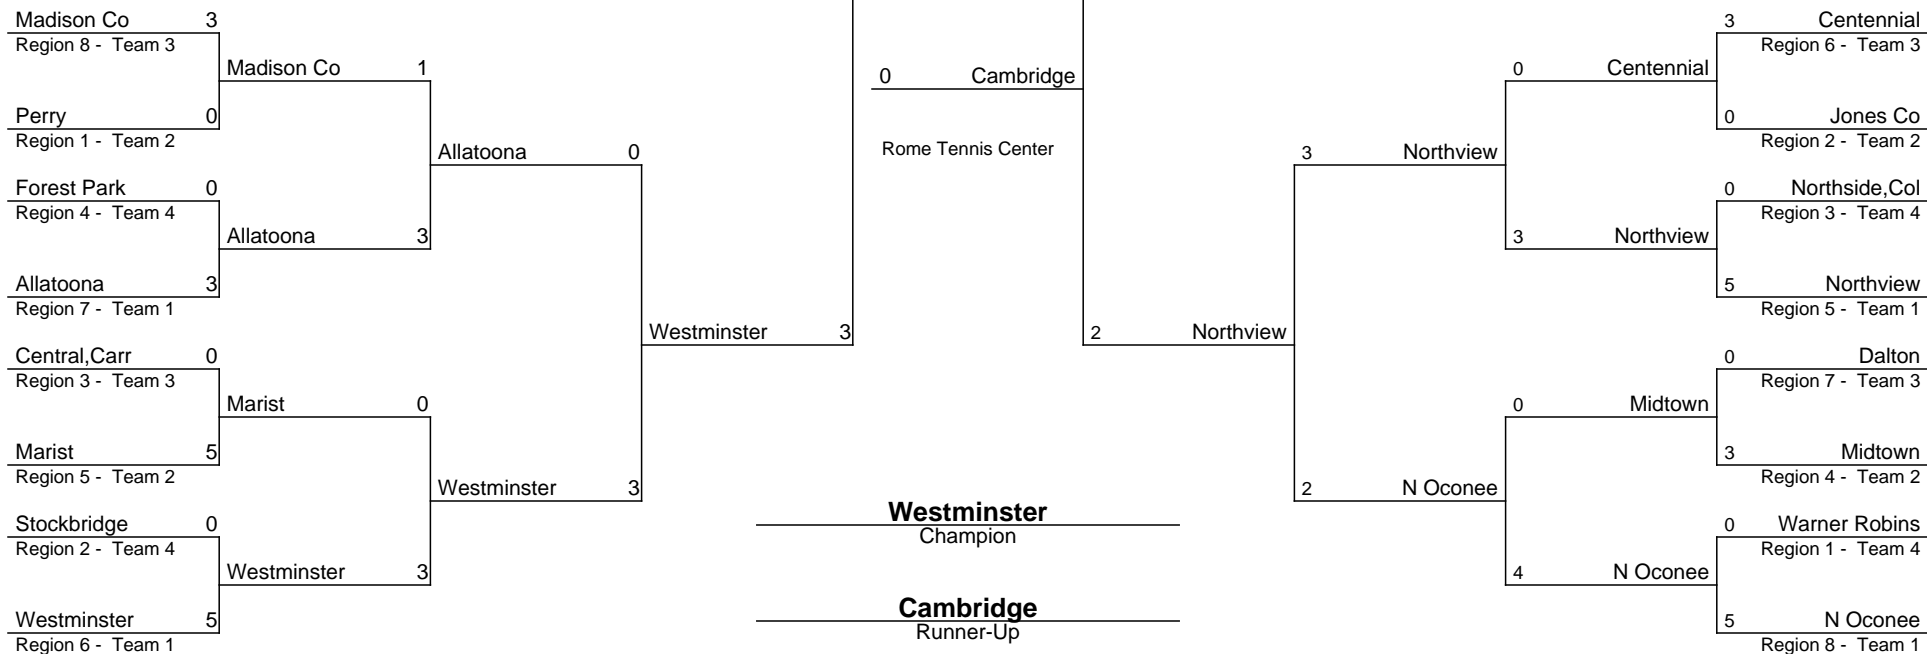 Madison Co 3
Region 8 - Team 3
Perry 0
Region 1 - Team 2
Forest Park 0
Region 4 - Team 4
Allatoona 3
Region 7 - Team 1
Central,Carr 0
Region 3 - Team 3
Marist 5
Region 5 - Team 2
Stockbridge 0
Region 2 - Team 4
Westminster 5
Region 6 - Team 1
Madison Co 1
Allatoona 3
Marist 0
Westminster 3
Allatoona 0
Westminster 3
Westminster 3
0 Cambridge
Rome Tennis Center
Westminster
Champion
Cambridge
Runner-Up
2 Northview
3 Northview
2 N Oconee
0 Centennial
3 Northview
0 Midtown
4 N Oconee
3 Centennial
Region 6 - Team 3
0 Jones Co
Region 2 - Team 2
0 Northside,Col
Region 3 - Team 4
5 Northview
Region 5 - Team 1
0 Dalton
Region 7 - Team 3
3 Midtown
Region 4 - Team 2
0 Warner Robins
Region 1 - Team 4
5 N Oconee
Region 8 - Team 1